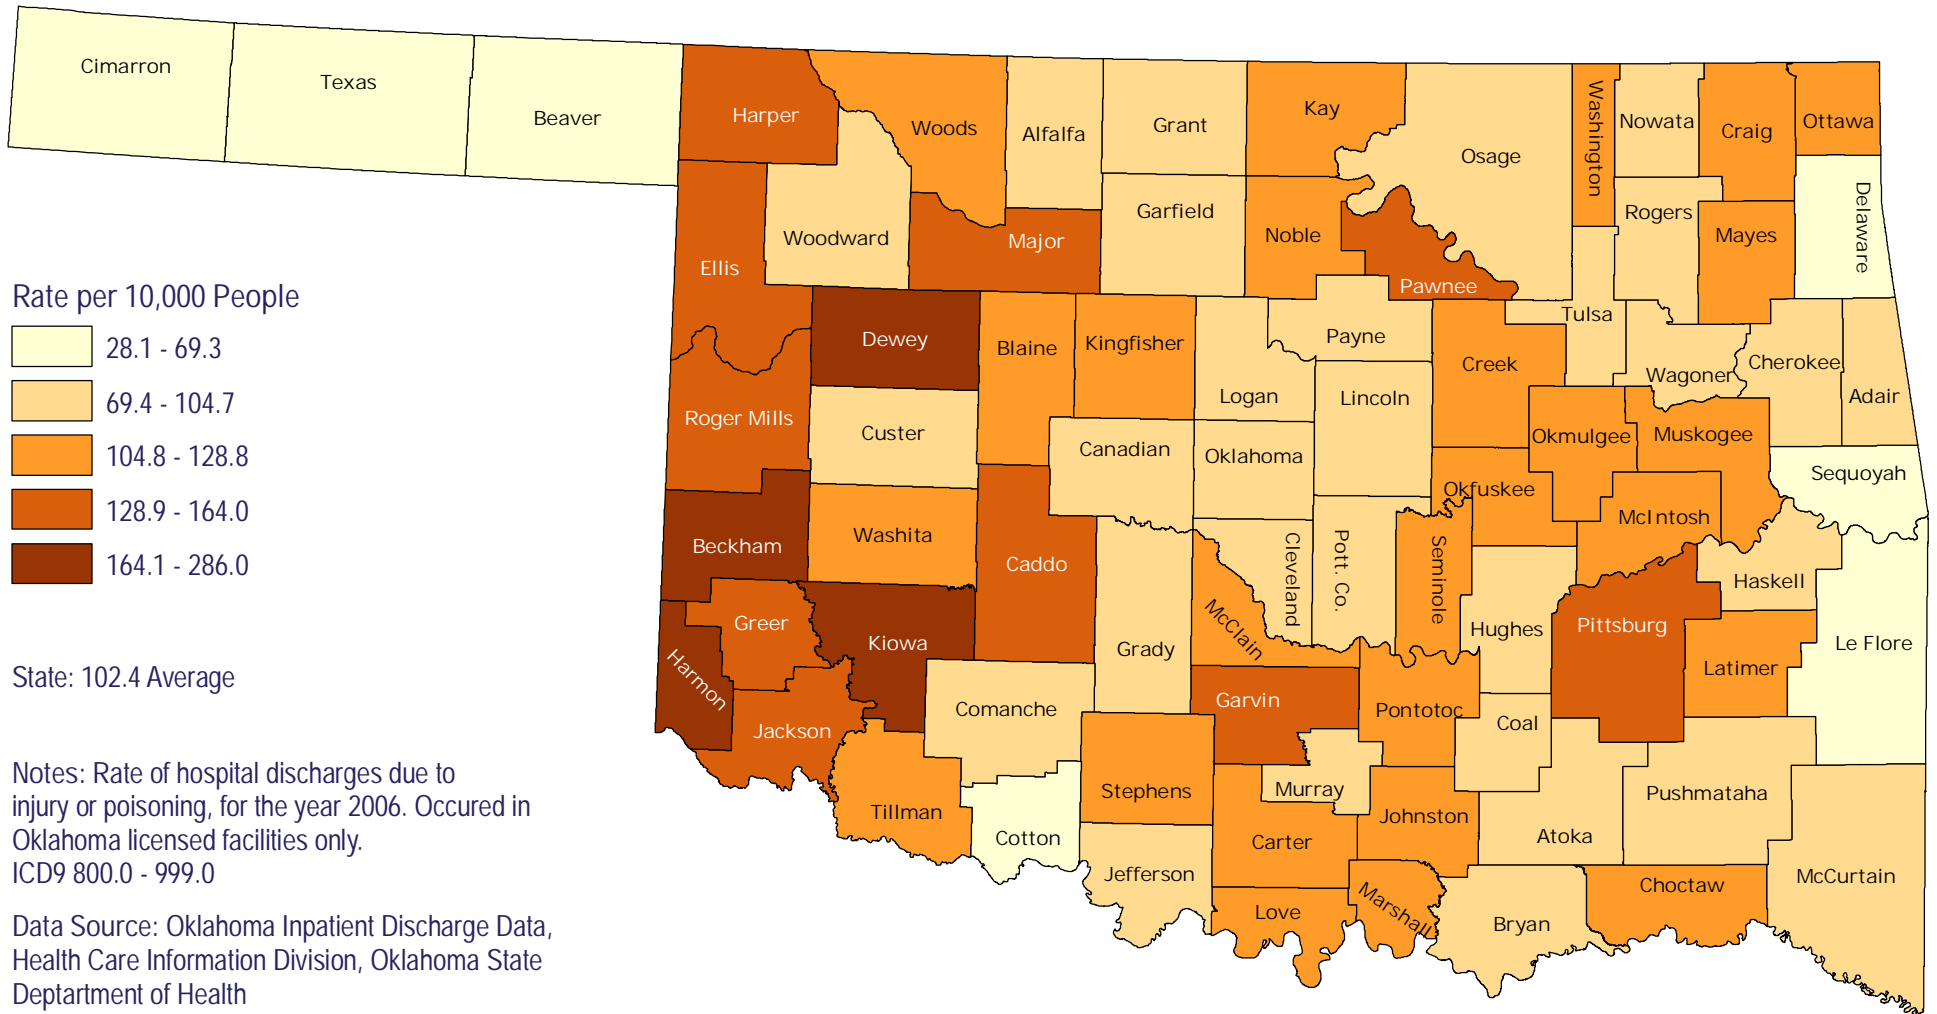 Cimarron
Texas
Beaver
Harper
Woods
Alfalfa
Grant
Kay
Osage
Washington
Nowata
Craig
Ottawa
Delaware
Ellis
Woodward
Major
Garfield
Noble
Pawnee
Rogers
Mayes
Rate per 10,000 People
28.1 - 69.3
69.4 - 104.7
104.8 - 128.8
128.9 - 164.0
164.1 - 286.0
Dewey
Blaine
Kingfisher
Logan
Payne
Lincoln
Creek
Tulsa
Wagoner
Cherokee
Adair
Roger Mills
Custer
Canadian
Oklahoma
Okfuskee
Okmulgee
Muskogee
McIntosh
Sequoyah
Beckham
Washita
Caddo
Grady
McClain
Cleveland
Pott. Co.
Seminole
Hughes
Pittsburg
Haskell
Latimer
Le Flore
Greer
Kiowa
Harmon
Jackson
Comanche
Garvin
Pontotoc
Coal
Tillman
Cotton
Stephens
Murray
Johnston
Atoka
Pushmataha
McCurtain
Jefferson
Carter
Love
Marshall
Bryan
Choctaw
State: 102.4 Average
Notes: Rate of hospital discharges due to
injury or poisoning, for the year 2006. Occured in
Oklahoma licensed facilities only.
ICD9 800.0 - 999.0
Data Source: Oklahoma Inpatient Discharge Data,
Health Care Information Division, Oklahoma State
Deptartment of Health